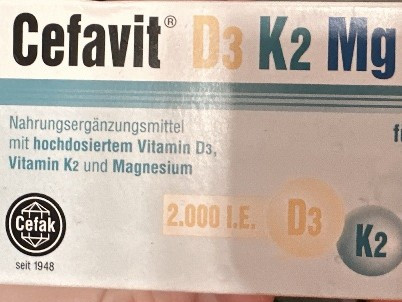 Cefavit® D3 K2 Mg
Nahrungsergänzungsmittel
mit hochdosiertem Vitamin D3,
Vitamin K2 und Magnesium
2.000 I.E. D3
K2
Cefak
seit 1948